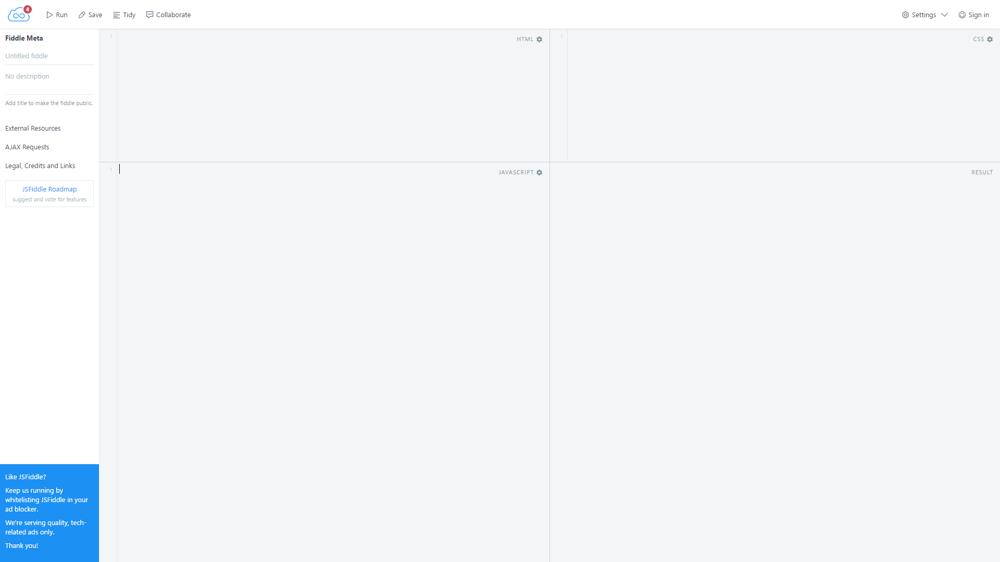 4
Run
Save
Tidy
Collaborate
Settings
Sign in
Fiddle Meta
Untitled fiddle
No description
Add title to make the fiddle public.
External Resources
AJAX Requests
Legal, Credits and Links
JSFiddle Roadmap
suggest and vote for features
Like JSFiddle?
Keep us running by
whitelisting JSFiddle in your
ad blocker.
We're serving quality, tech-
related ads only.
Thank you!
1
HTML
1
CSS
1
JAVASCRIPT
RESULT